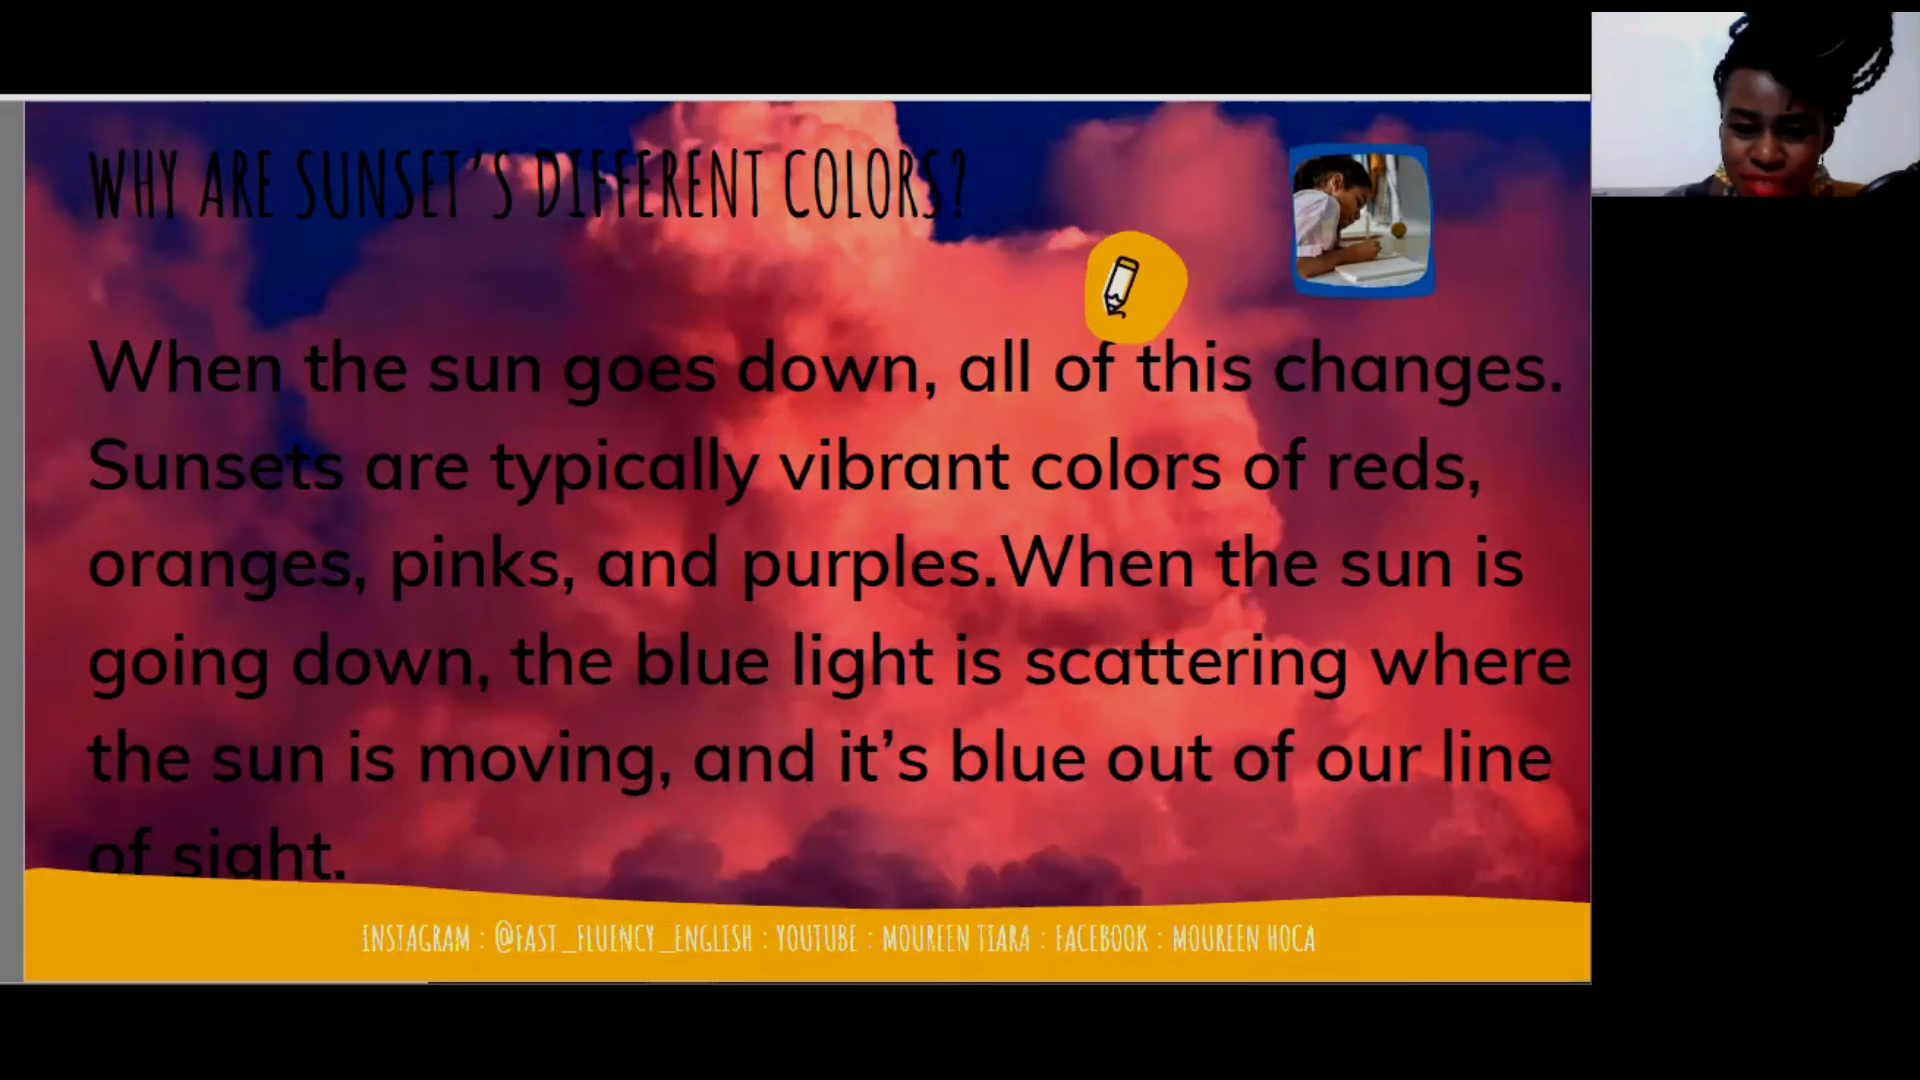 WHY ARE SUNSET'S DIFFERENT COLORS?
When the sun goes down, all of this changes.
Sunsets are typically vibrant colors of reds,
oranges, pinks, and purples.When the sun is
going down, the blue light is scattering where
the sun is moving, and it's blue out of our line
of sight.
INSTAGRAM : @FAST_FLUENCY_ENGLISH : YOUTUBE : MOUREEN TIARA : FACEBOOK : MOUREEN HOCA